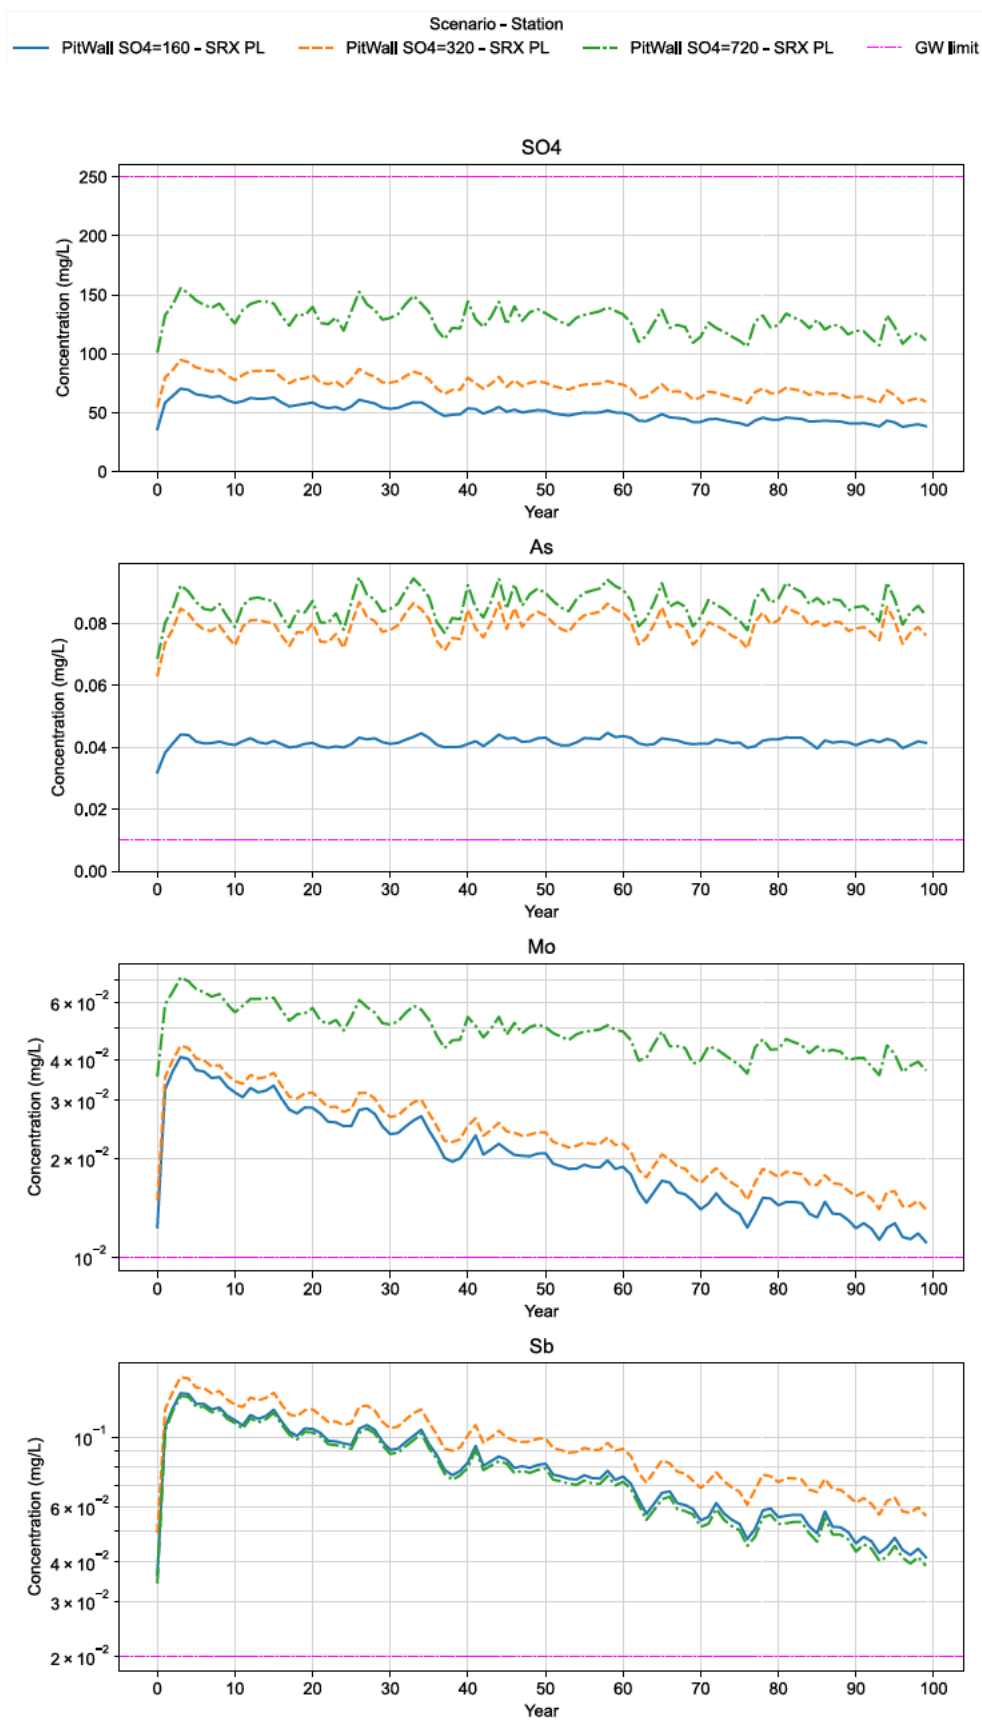 Scenario - Station
PitWall SO4=160 - SRX PL PitWall SO4=320 - SRX PL PitWall SO4=720 - SRX PL GW limit
SO4
250
200
150
100
50
0
Concentration (mg/L)
0 10 20 30 40 50 60 70 80 90 100
Year
As
0.08
0.06
0.04
0.02
0.00
Concentration (mg/L)
0 10 20 30 40 50 60 70 80 90 100
Year
Mo
6 × 10⁻²
4 × 10⁻²
3 × 10⁻²
2 × 10⁻²
10⁻²
Concentration (mg/L)
0 10 20 30 40 50 60 70 80 90 100
Year
Sb
10⁻¹
6 × 10⁻²
4 × 10⁻²
3 × 10⁻²
2 × 10⁻²
Concentration (mg/L)
0 10 20 30 40 50 60 70 80 90 100
Year